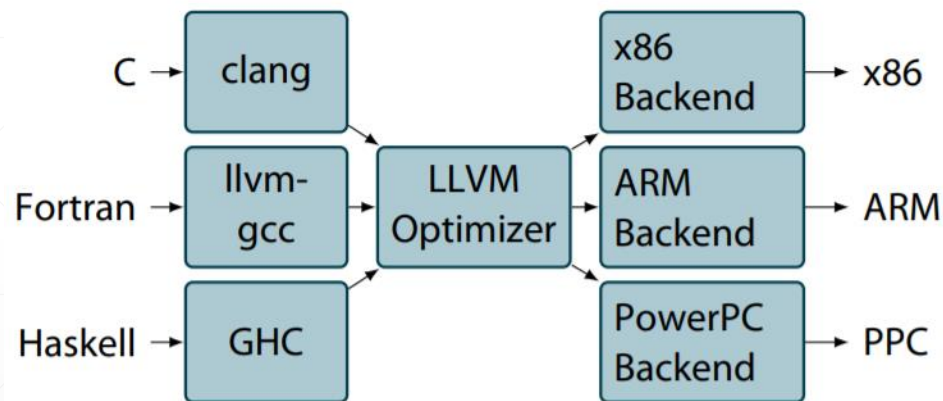 C
clang
x86
Backend
x86
Fortran
llvm-
gcc
LLVM
Optimizer
ARM
Backend
ARM
Haskell
GHC
PowerPC
Backend
PPC